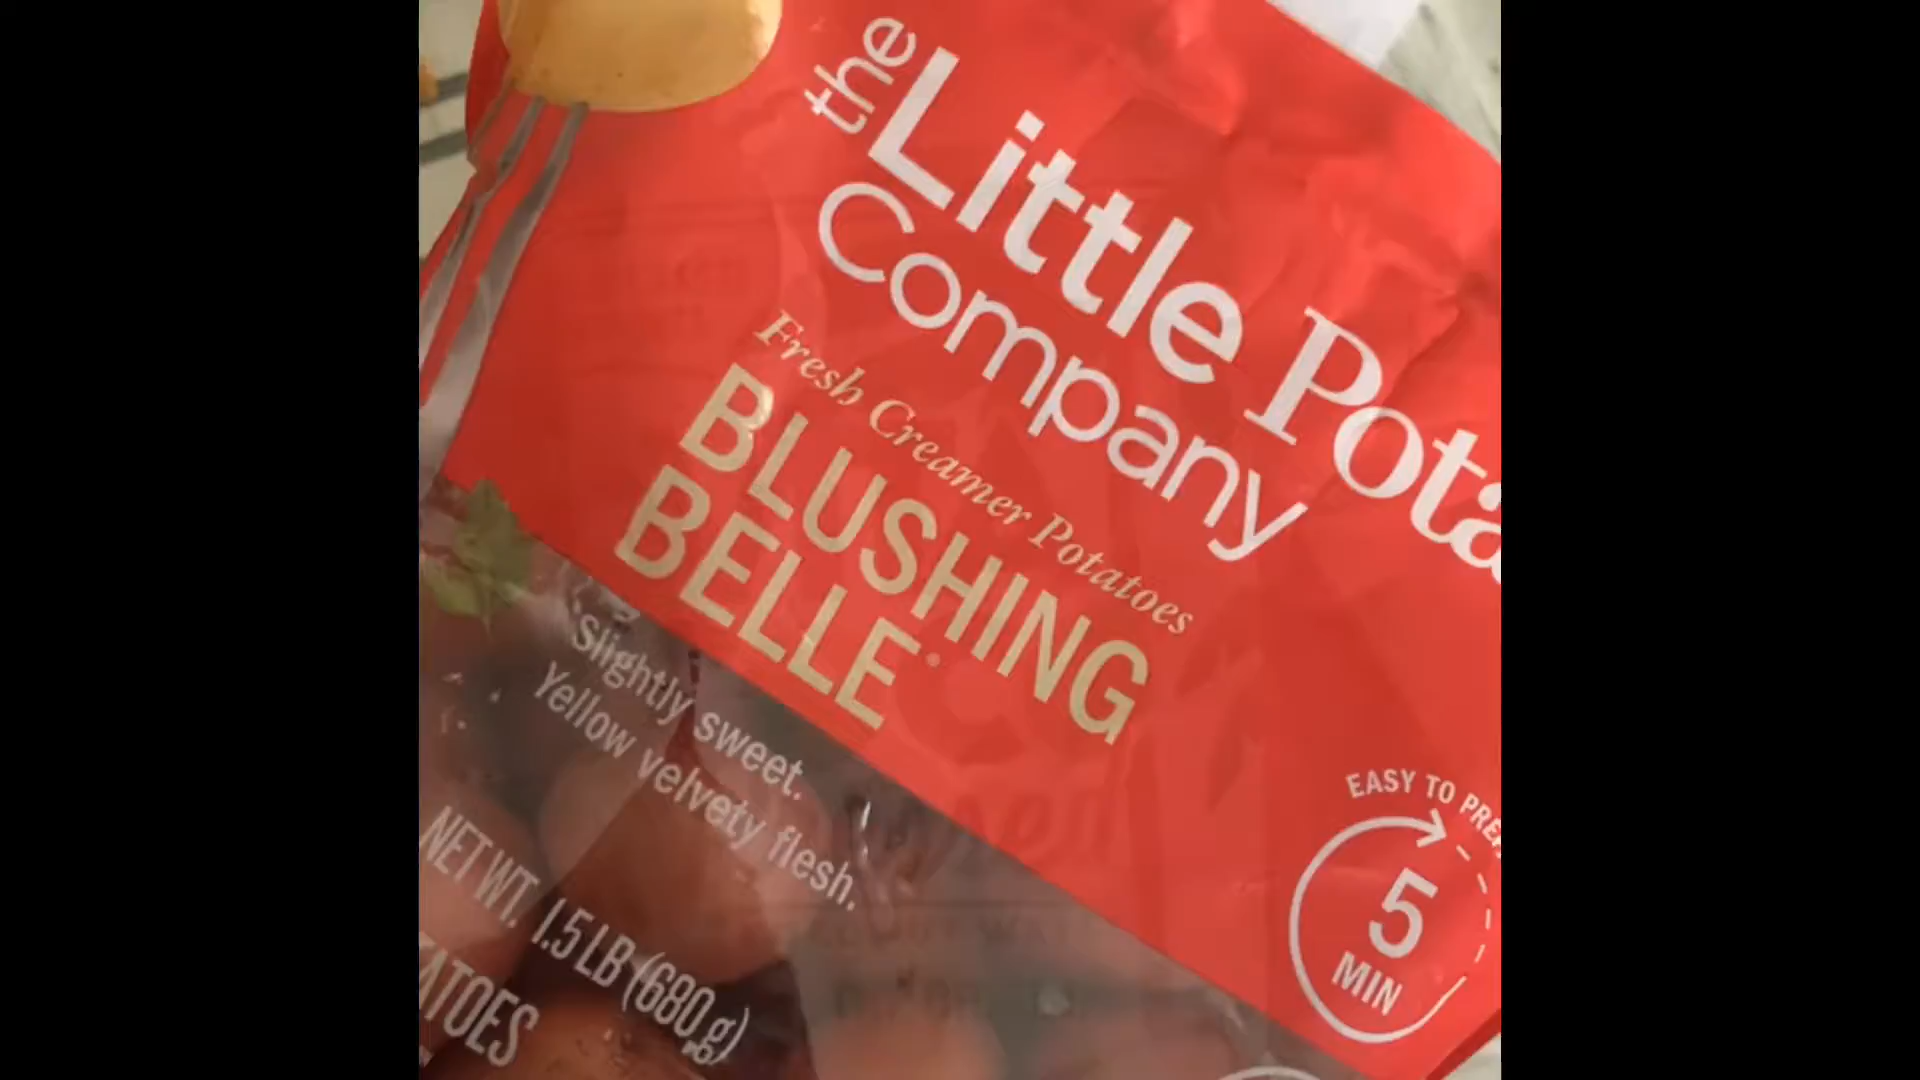 the
Little Pota
Company
Fresh Creamer Potatoes
BLUSHING
BELLE
Slightly sweet.
Yellow velvety flesh.
NET WT. 1.5 LB (680 g)
ATOES
EASY TO PREP
5
MIN